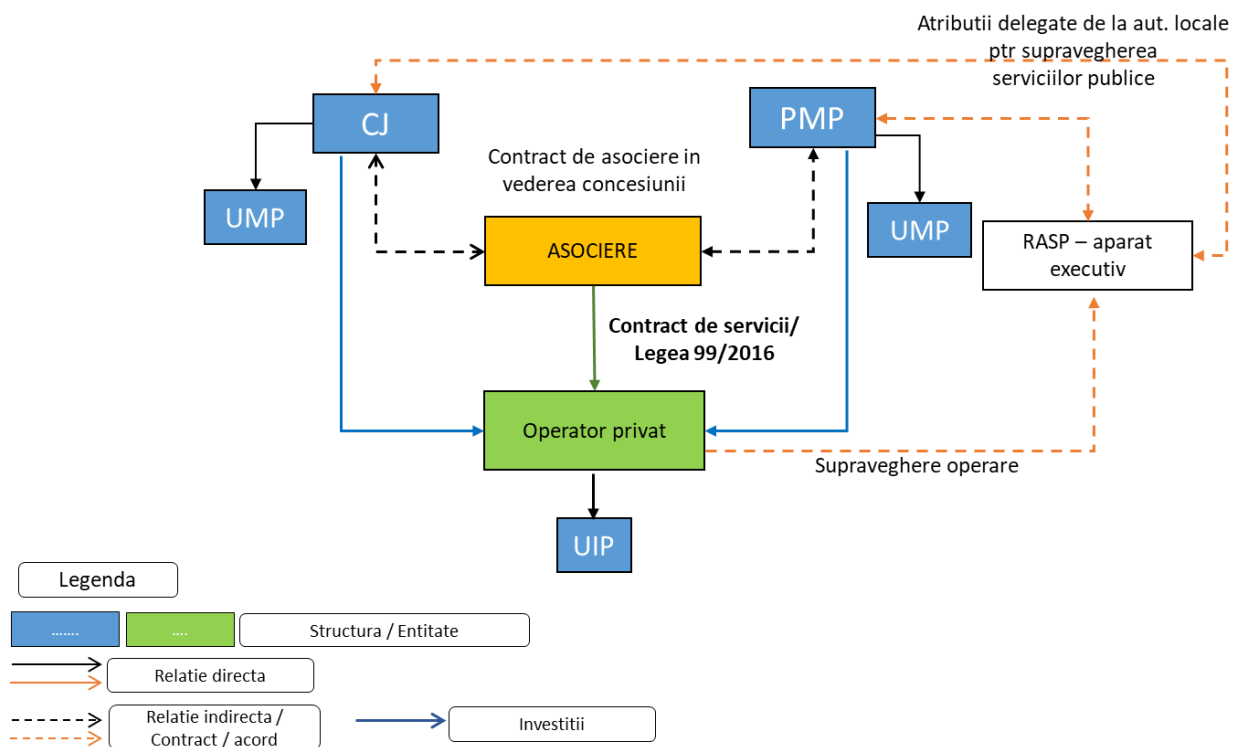 Atributii delegate de la aut. locale
ptr supravegherea
serviciilor publice
CJ
PMP
Contract de asociere in
vederea concesiunii
UMP
UMP
ASOCIERE
RASP – aparat
executiv
Contract de servicii/
Legea 99/2016
Operator privat
Supraveghere operare
UIP
Legenda
.......
....
Structura / Entitate
Relatie directa
Relatie indirecta /
Contract / acord
Investitii